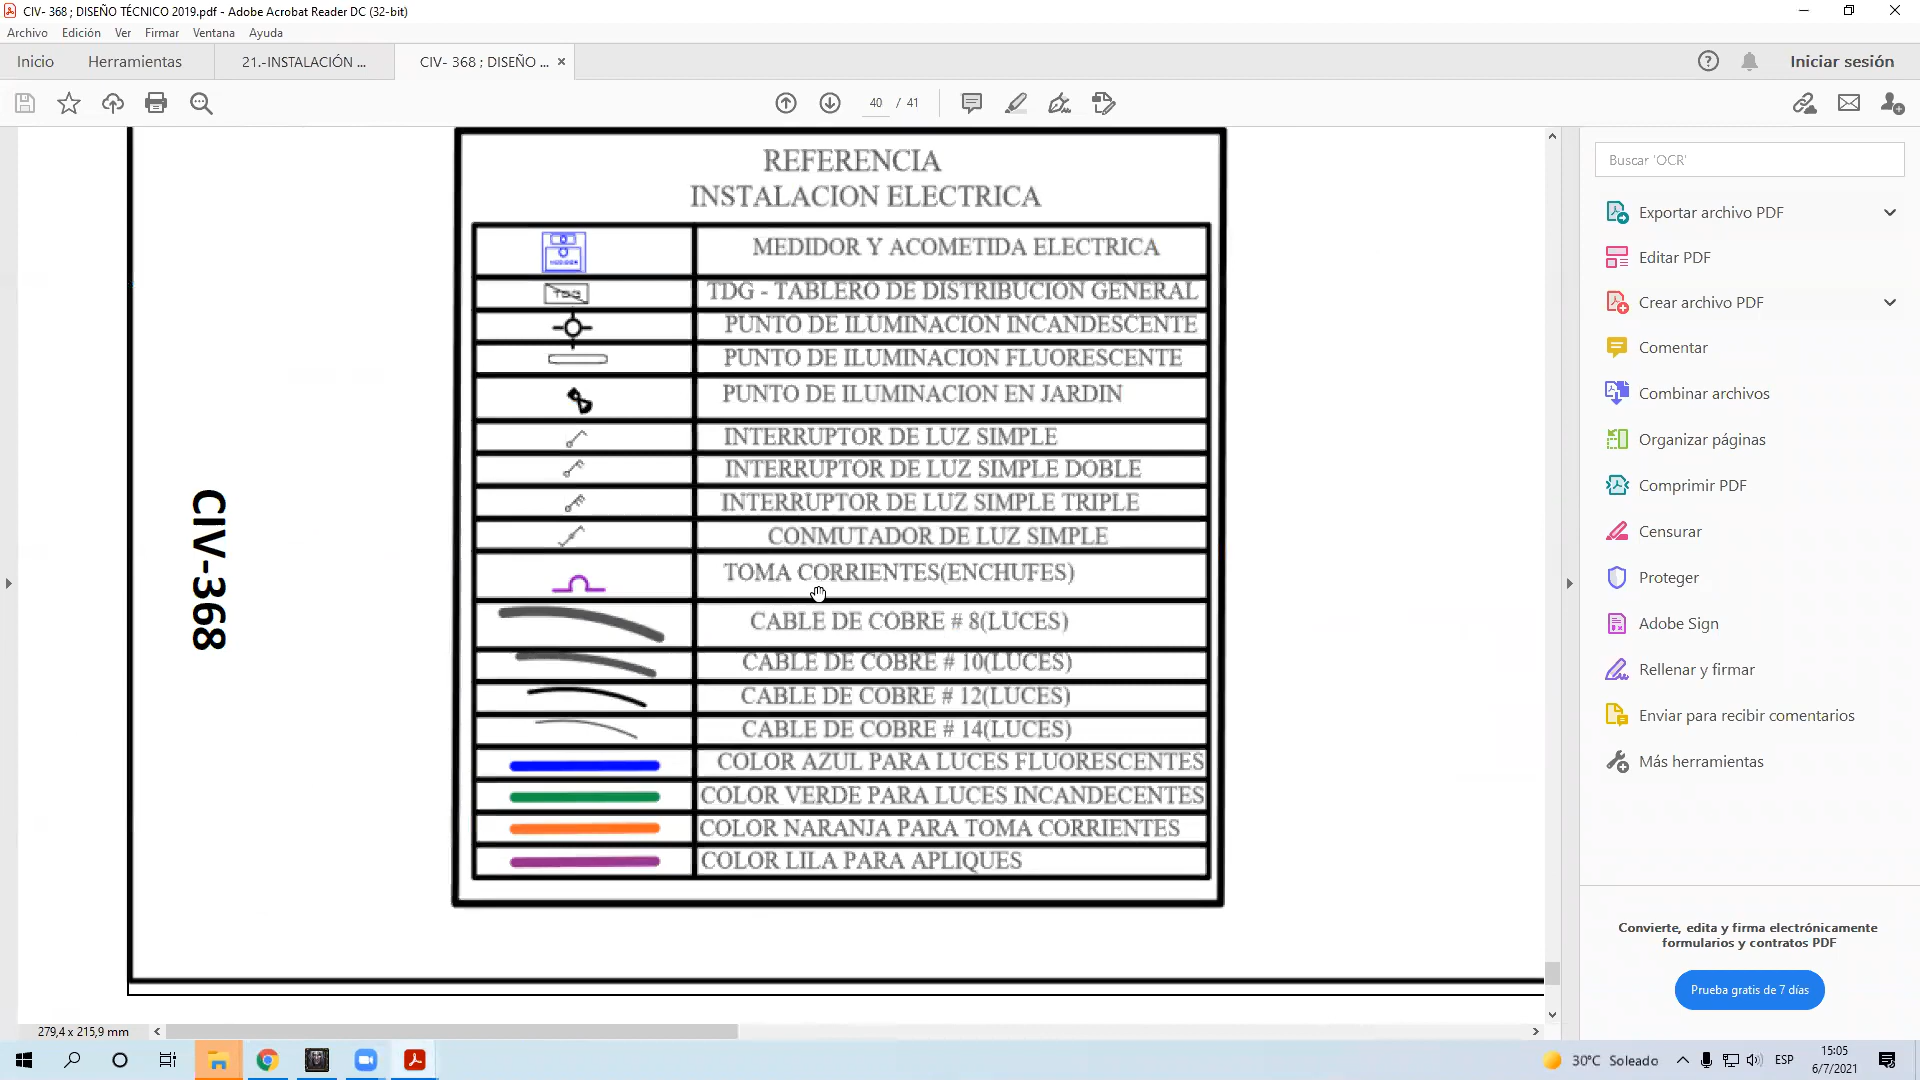 CIV- 368 ; DISEÑO TÉCNICO 2019.pdf - Adobe Acrobat Reader DC (32-bit)
Archivo Edición Ver Firmar Ventana Ayuda
Inicio Herramientas 21.-INSTALACIÓN ... CIV- 368 ; DISEÑO ... × Iniciar sesión
40 / 41
REFERENCIA
INSTALACION ELECTRICA
MEDIDOR MEDIDOR Y ACOMETIDA ELECTRICA
TDG TDG - TABLERO DE DISTRIBUCION GENERAL
PUNTO DE ILUMINACION INCANDESCENTE
PUNTO DE ILUMINACION FLUORESCENTE
PUNTO DE ILUMINACION EN JARDIN
INTERRUPTOR DE LUZ SIMPLE
INTERRUPTOR DE LUZ SIMPLE DOBLE
INTERRUPTOR DE LUZ SIMPLE TRIPLE
CONMUTADOR DE LUZ SIMPLE
TOMA CORRIENTES(ENCHUFES)
CABLE DE COBRE # 8(LUCES)
CABLE DE COBRE # 10(LUCES)
CABLE DE COBRE # 12(LUCES)
CABLE DE COBRE # 14(LUCES)
COLOR AZUL PARA LUCES FLUORESCENTES
COLOR VERDE PARA LUCES INCANDECENTES
COLOR NARANJA PARA TOMA CORRIENTES
COLOR LILA PARA APLIQUES
CIV-368
Buscar 'OCR'
Exportar archivo PDF
Editar PDF
Crear archivo PDF
Comentar
Combinar archivos
Organizar páginas
Comprimir PDF
Censurar
Proteger
Adobe Sign
Rellenar y firmar
Enviar para recibir comentarios
Más herramientas
Convierte, edita y firma electrónicamente
formularios y contratos PDF
Prueba gratis de 7 días
279,4 x 215,9 mm
30°C Soleado ESP 15:05
6/7/2021